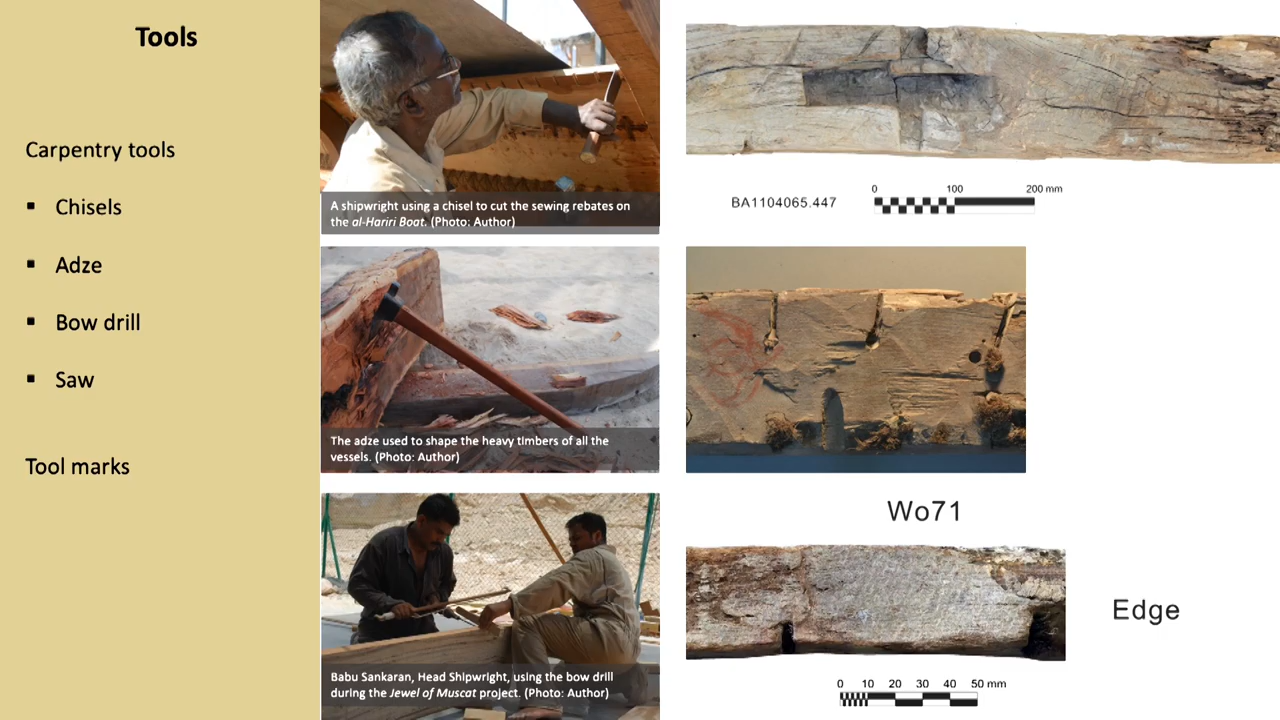 Tools
Carpentry tools
▪ Chisels
▪ Adze
▪ Bow drill
▪ Saw
Tool marks
A shipwright using a chisel to cut the sewing rebates on
the al-Hariri Boat. (Photo: Author)
The adze used to shape the heavy timbers of all the
vessels. (Photo: Author)
Babu Sankaran, Head Shipwright, using the bow drill
during the Jewel of Muscat project. (Photo: Author)
BA1104065.447
0 100 200 mm
Wo71
Edge
0 10 20 30 40 50 mm